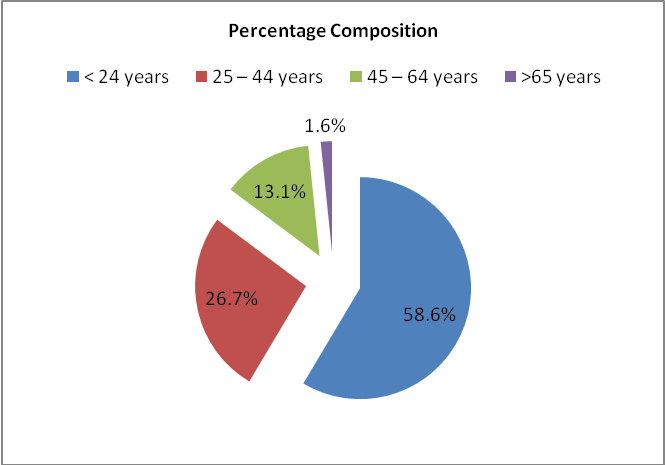 Percentage Composition
< 24 years 25 – 44 years 45 – 64 years >65 years
1.6%
13.1%
26.7%
58.6%